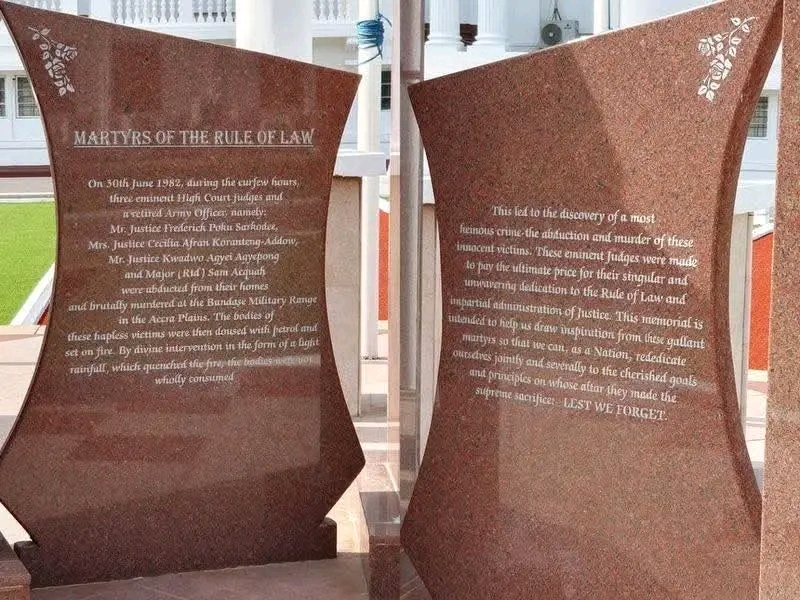 MARTYRS OF THE RULE OF LAW
On 30th June 1982, during the curfew hours,
three eminent High Court judges and
a retired Army Officer, namely:
Mr. Justice Frederick Poku Sarkodee,
Mrs. Justice Cecilia Afran Koranteng-Addow,
Mr. Justice Kwadwo Agyei Agyepong
and Major (Rtd) Sam Acquah
were abducted from their homes
and brutally murdered at the Bundase Military Range
in the Accra Plains. The bodies of
these hapless victims were then doused with petrol and
set on fire. By divine intervention in the form of a light
rainfall, which quenched the fire, the bodies were not
wholly consumed
This led to the discovery of a most
heinous crime-the abduction and murder of these
innocent victims. These eminent Judges were made
to pay the ultimate price for their singular and
unwavering dedication to the Rule of Law and
impartial administration of Justice. This memorial is
intended to help us draw inspiration from these gallant
martyrs so that we can, as a Nation, rededicate
ourselves jointly and severally to the cherished goals
and principles on whose altar they made the
supreme sacrifice: LEST WE FORGET.